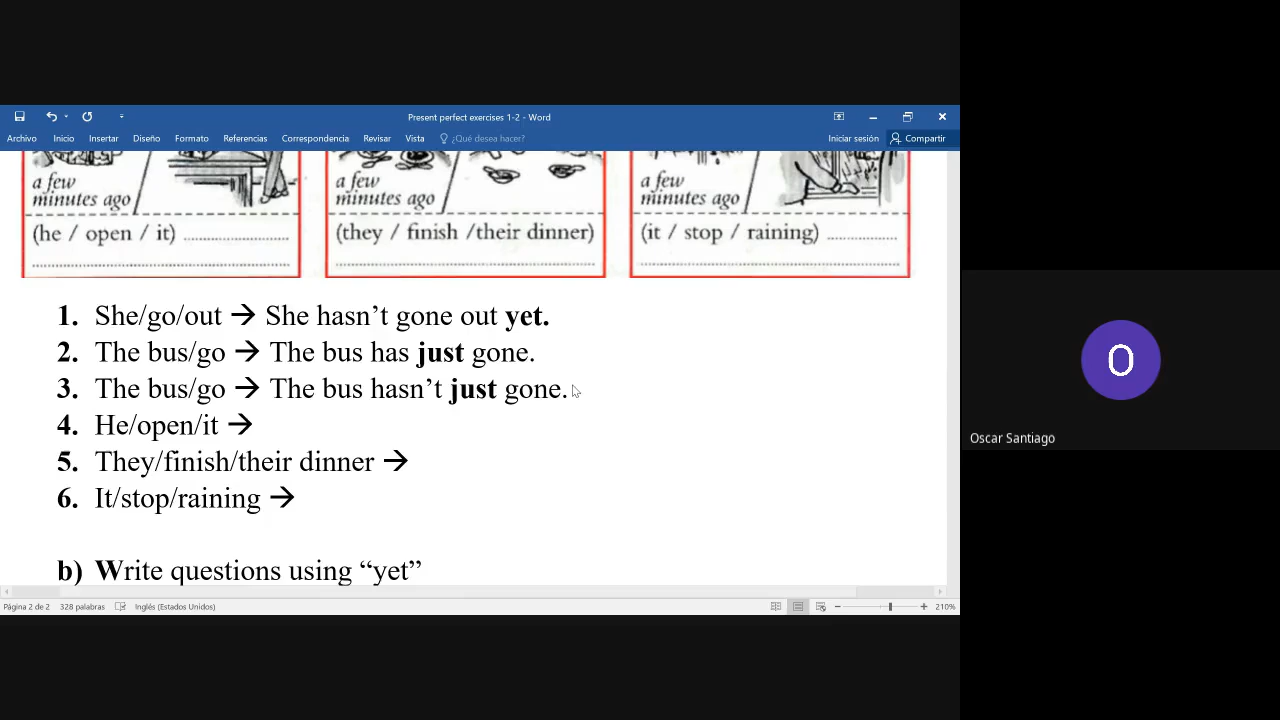 Present perfect exercises 1-2 - Word
Archivo Inicio Insertar Diseño Formato Referencias Correspondencia Revisar Vista ¿Qué desea hacer? Iniciar sesión Compartir
a few minutes ago
(he / open / it) ........................
a few minutes ago
(they / finish /their dinner)
a few minutes ago
(it / stop / raining) ................
1. She/go/out → She hasn't gone out yet.
2. The bus/go → The bus has just gone.
3. The bus/go → The bus hasn't just gone.
4. He/open/it →
5. They/finish/their dinner →
6. It/stop/raining →
b) Write questions using “yet”
Página 2 de 2 328 palabras Inglés (Estados Unidos) 210%
O
Oscar Santiago